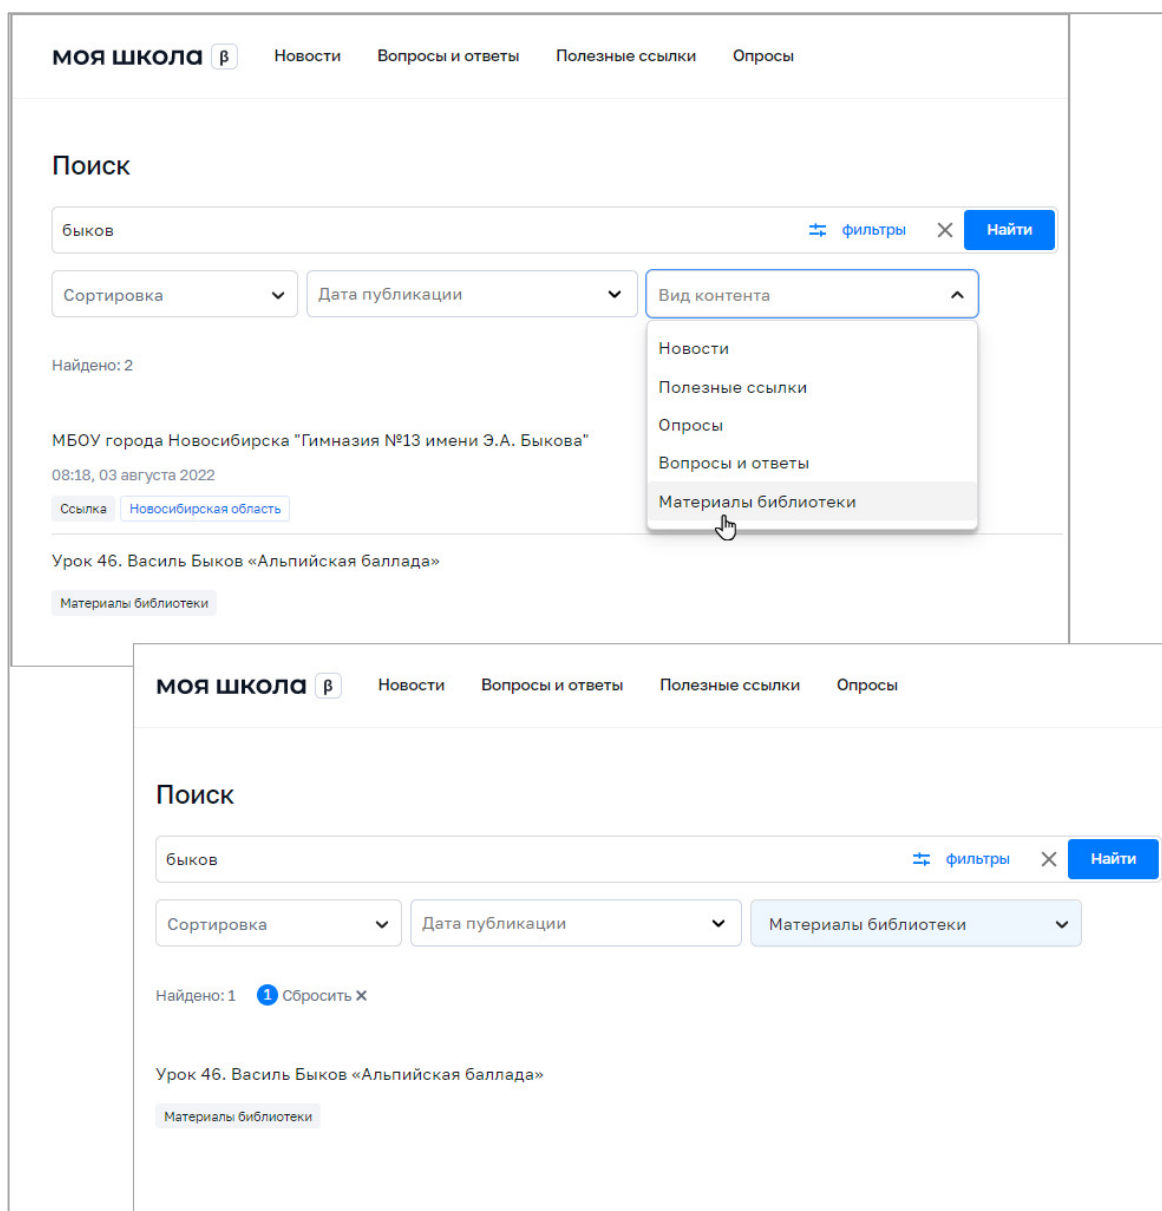 моя школа β Новости Вопросы и ответы Полезные ссылки Опросы
Поиск
быков фильтры Найти
Сортировка Дата публикации Вид контента
Новости
Найдено: 2
Полезные ссылки
Опросы
МБОУ города Новосибирска "Гимназия №13 имени Э.А. Быкова"
Вопросы и ответы
08:18, 03 августа 2022
Материалы библиотеки
Ссылка Новосибирская область
Урок 46. Василь Быков «Альпийская баллада»
Материалы библиотеки
моя школа β Новости Вопросы и ответы Полезные ссылки Опросы
Поиск
быков фильтры Найти
Сортировка Дата публикации Материалы библиотеки
Найдено: 1 1 Сбросить ×
Урок 46. Василь Быков «Альпийская баллада»
Материалы библиотеки